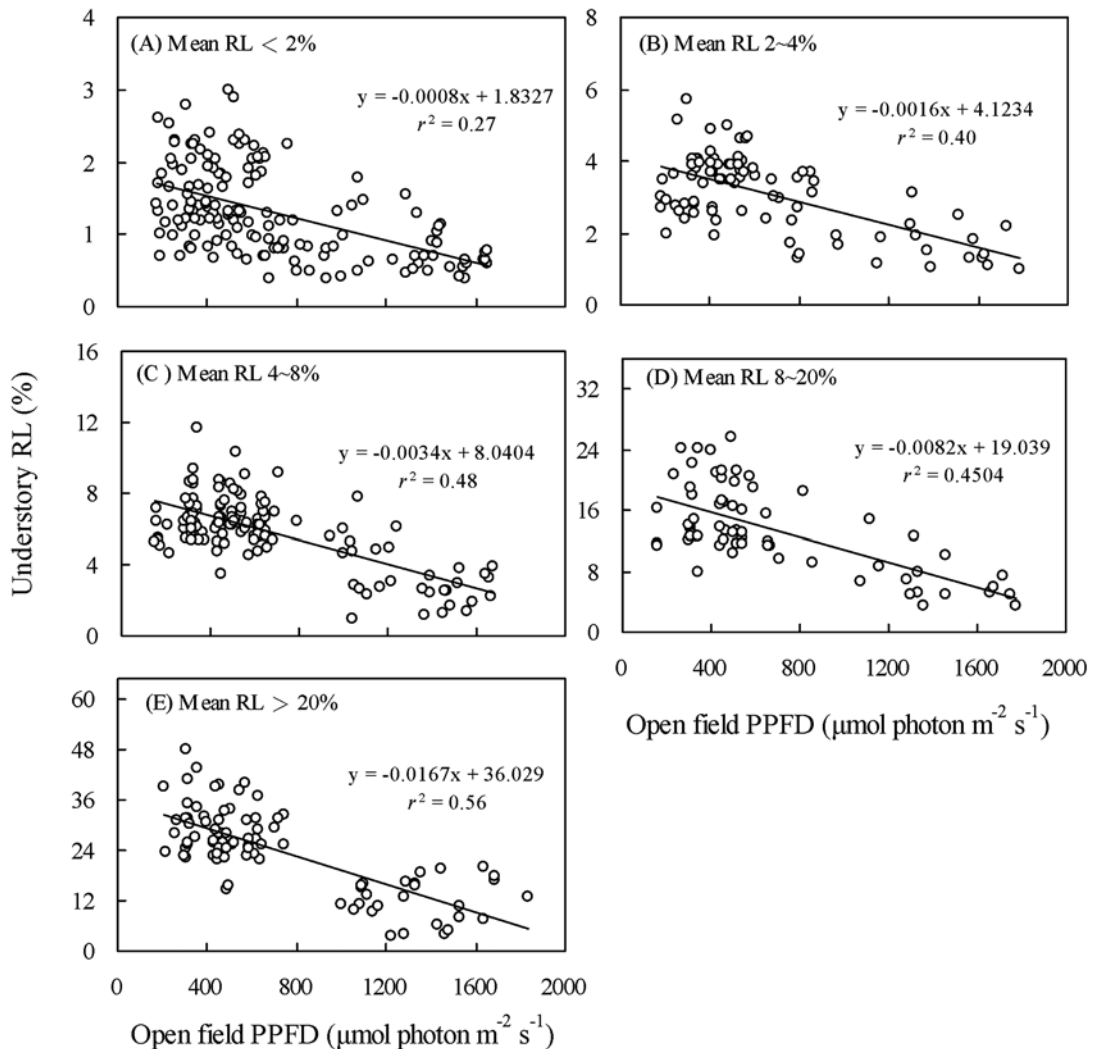 (A) Mean RL < 2%
y = -0.0008x + 1.8327
r² = 0.27
4
3
2
1
0
(B) Mean RL 2~4%
y = -0.0016x + 4.1234
r² = 0.40
8
6
4
2
0
Understory RL (%)
(C ) Mean RL 4~8%
y = -0.0034x + 8.0404
r² = 0.48
16
12
8
4
0
(D) Mean RL 8~20%
y = -0.0082x + 19.039
r² = 0.4504
32
24
16
8
0
0 400 800 1200 1600 2000
Open field PPFD (μmol photon m⁻² s⁻¹)
(E) Mean RL > 20%
y = -0.0167x + 36.029
r² = 0.56
60
48
36
24
12
0
0 400 800 1200 1600 2000
Open field PPFD (μmol photon m⁻² s⁻¹)